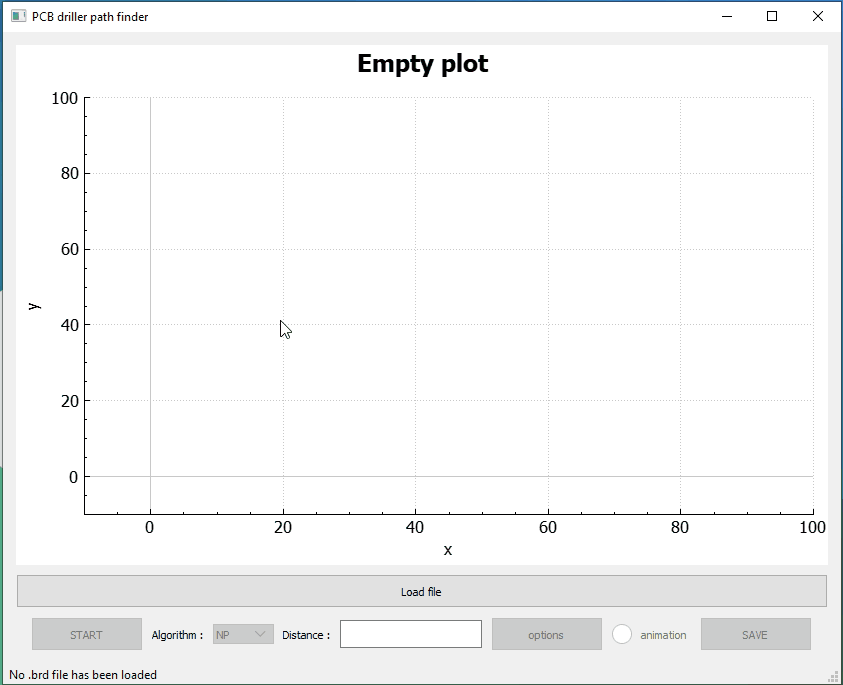 PCB driller path finder
Empty plot
100
80
60
40
20
0
y
0 20 40 60 80 100
x
Load file
START Algorithm : NP Distance : options animation SAVE
No .brd file has been loaded